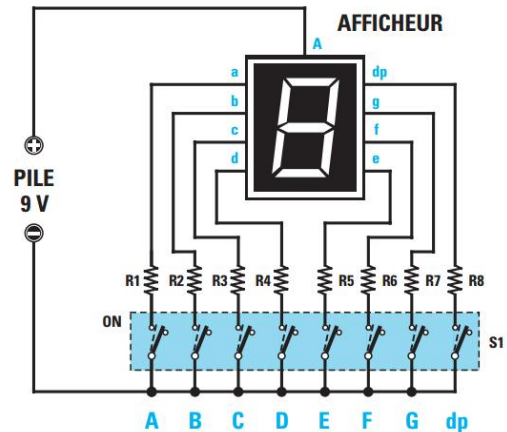 AFFICHEUR
A
a
dp
b
g
c
f
d
e
+
PILE
9 V
−
R1 R2 R3 R4 R5 R6 R7 R8
ON
S1
A B C D E F G dp